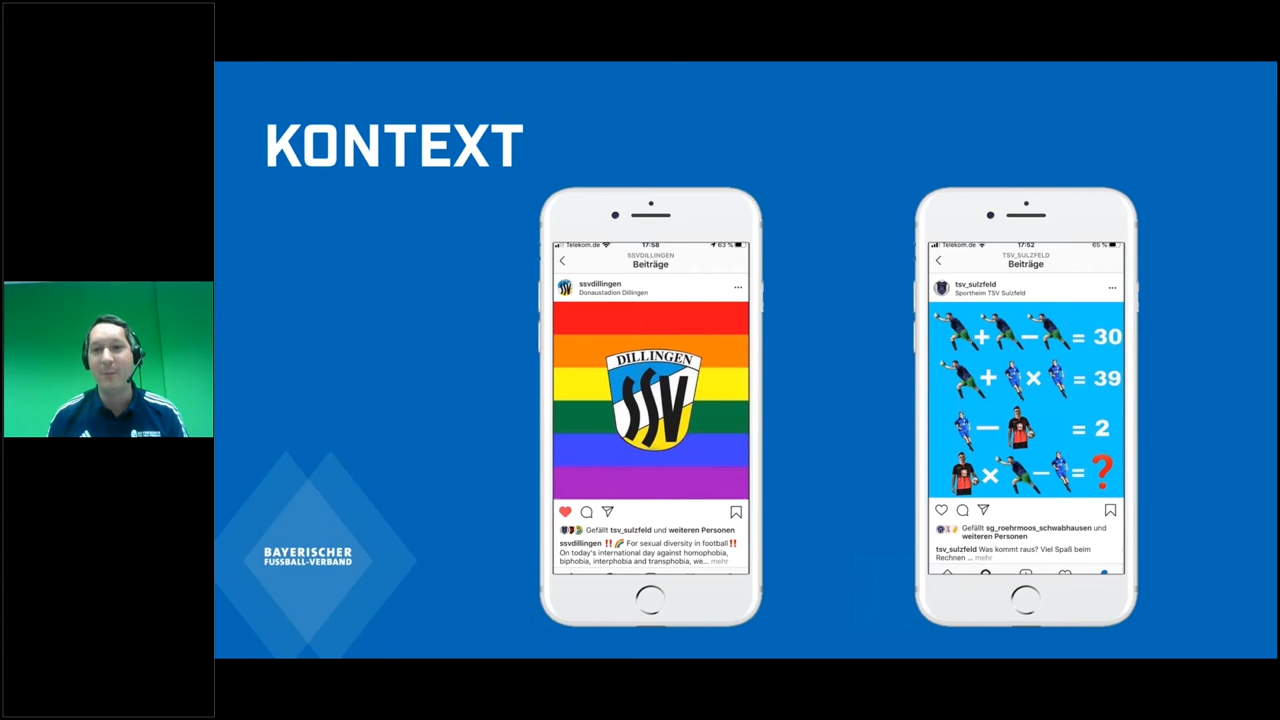 KONTEXT
BAYERISCHER
FUSSBALL-VERBAND
Telekom.de
17:58
63 %
SSVDILLINGEN
Beiträge
ssvdillingen
Donaustadion Dillingen
DILLINGEN
SSV
Gefällt tsv_sulzfeld und weiteren Personen
ssvdillingen ‼️🌈 For sexual diversity in football‼️
On today's international day against homophobia,
biphobia, interphobia and transphobia, we... mehr
Telekom.de
17:52
65 %
TSV_SULZFELD
Beiträge
tsv_sulzfeld
Sportheim TSV Sulzfeld
+ − = 30
+ × = 39
− = 2
× − = ❓
Gefällt sg_roehrmoos_schwabhausen und
weiteren Personen
tsv_sulzfeld Was kommt raus? Viel Spaß beim
Rechnen ... mehr